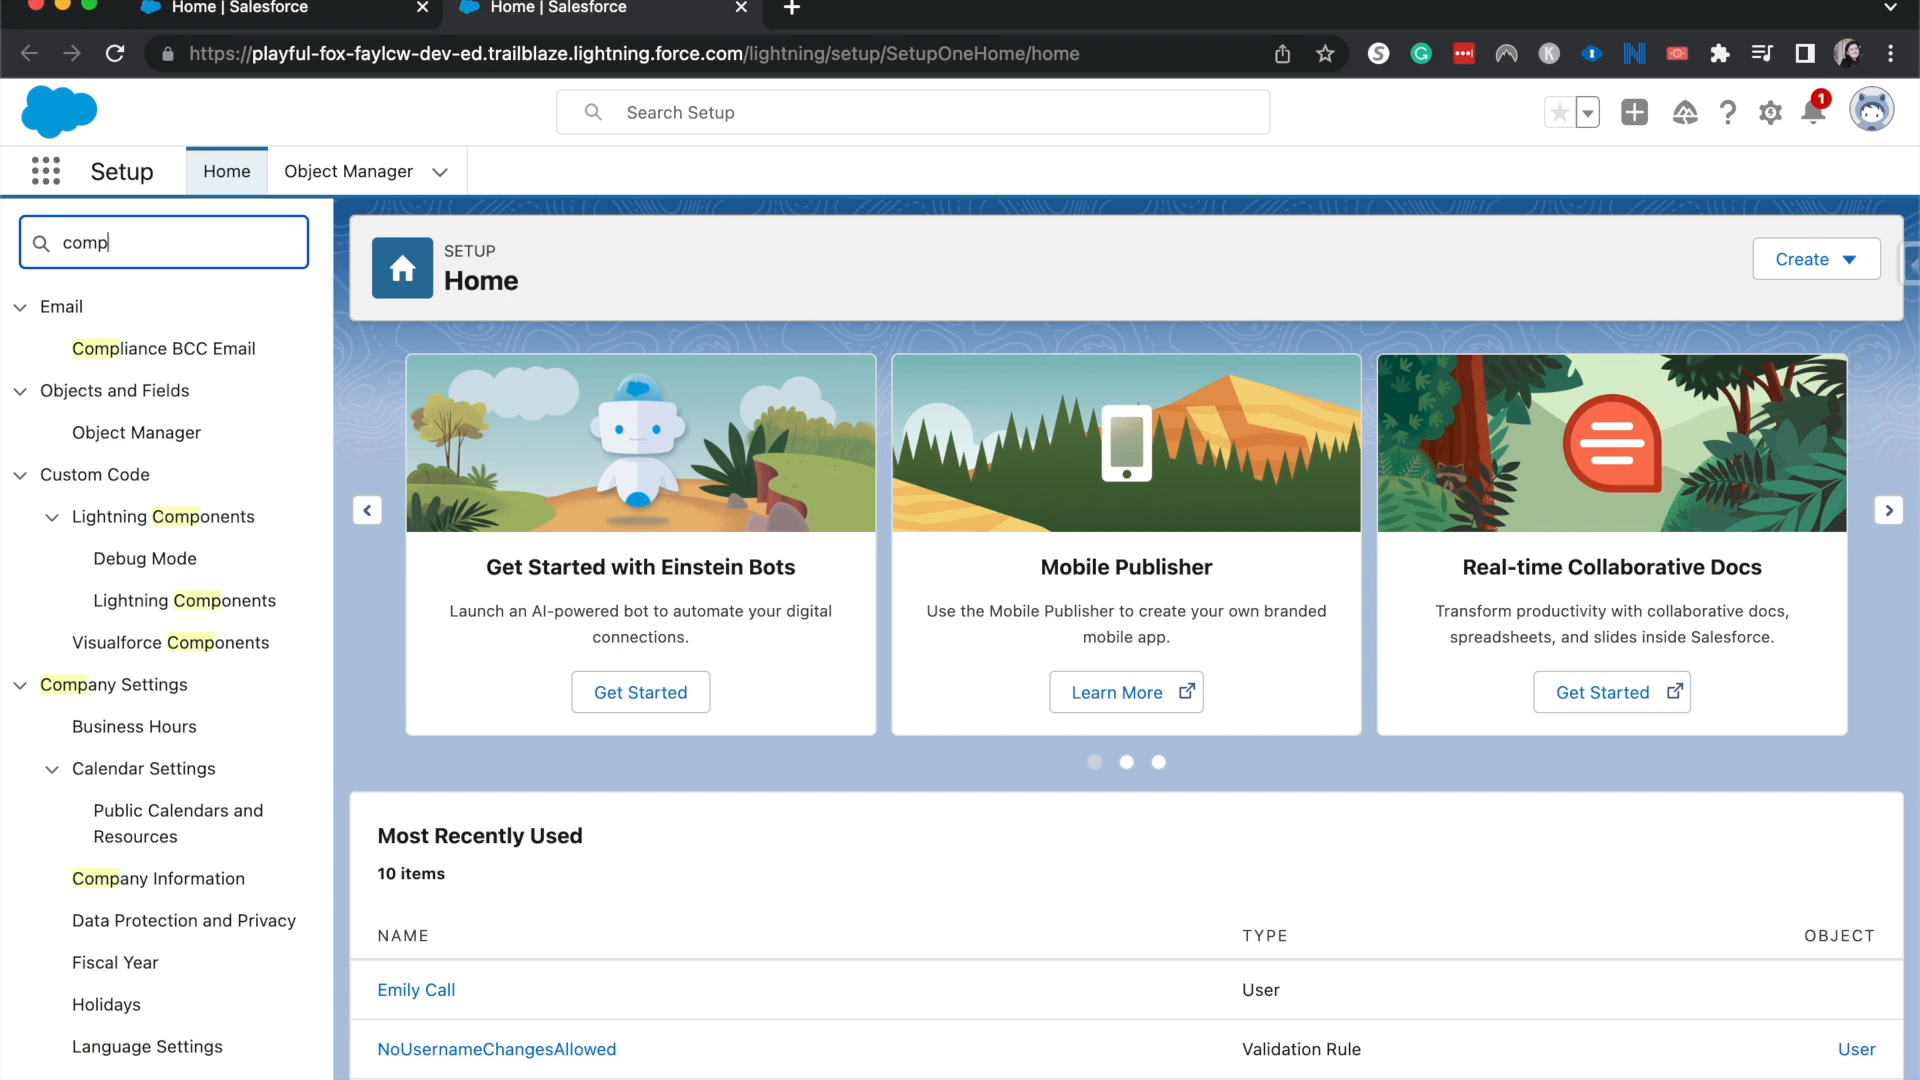 Home | Salesforce
Home | Salesforce
https://playful-fox-faylcw-dev-ed.trailblaze.lightning.force.com/lightning/setup/SetupOneHome/home
Search Setup
1
Setup
Home
Object Manager
comp
Email
Compliance BCC Email
Objects and Fields
Object Manager
Custom Code
Lightning Components
Debug Mode
Lightning Components
Visualforce Components
Company Settings
Business Hours
Calendar Settings
Public Calendars and
Resources
Company Information
Data Protection and Privacy
Fiscal Year
Holidays
Language Settings
SETUP
Home
Create
Get Started with Einstein Bots
Launch an AI-powered bot to automate your digital
connections.
Get Started
Mobile Publisher
Use the Mobile Publisher to create your own branded
mobile app.
Learn More
Real-time Collaborative Docs
Transform productivity with collaborative docs,
spreadsheets, and slides inside Salesforce.
Get Started
Most Recently Used
10 items
NAME TYPE OBJECT
Emily Call User
NoUsernameChangesAllowed Validation Rule User